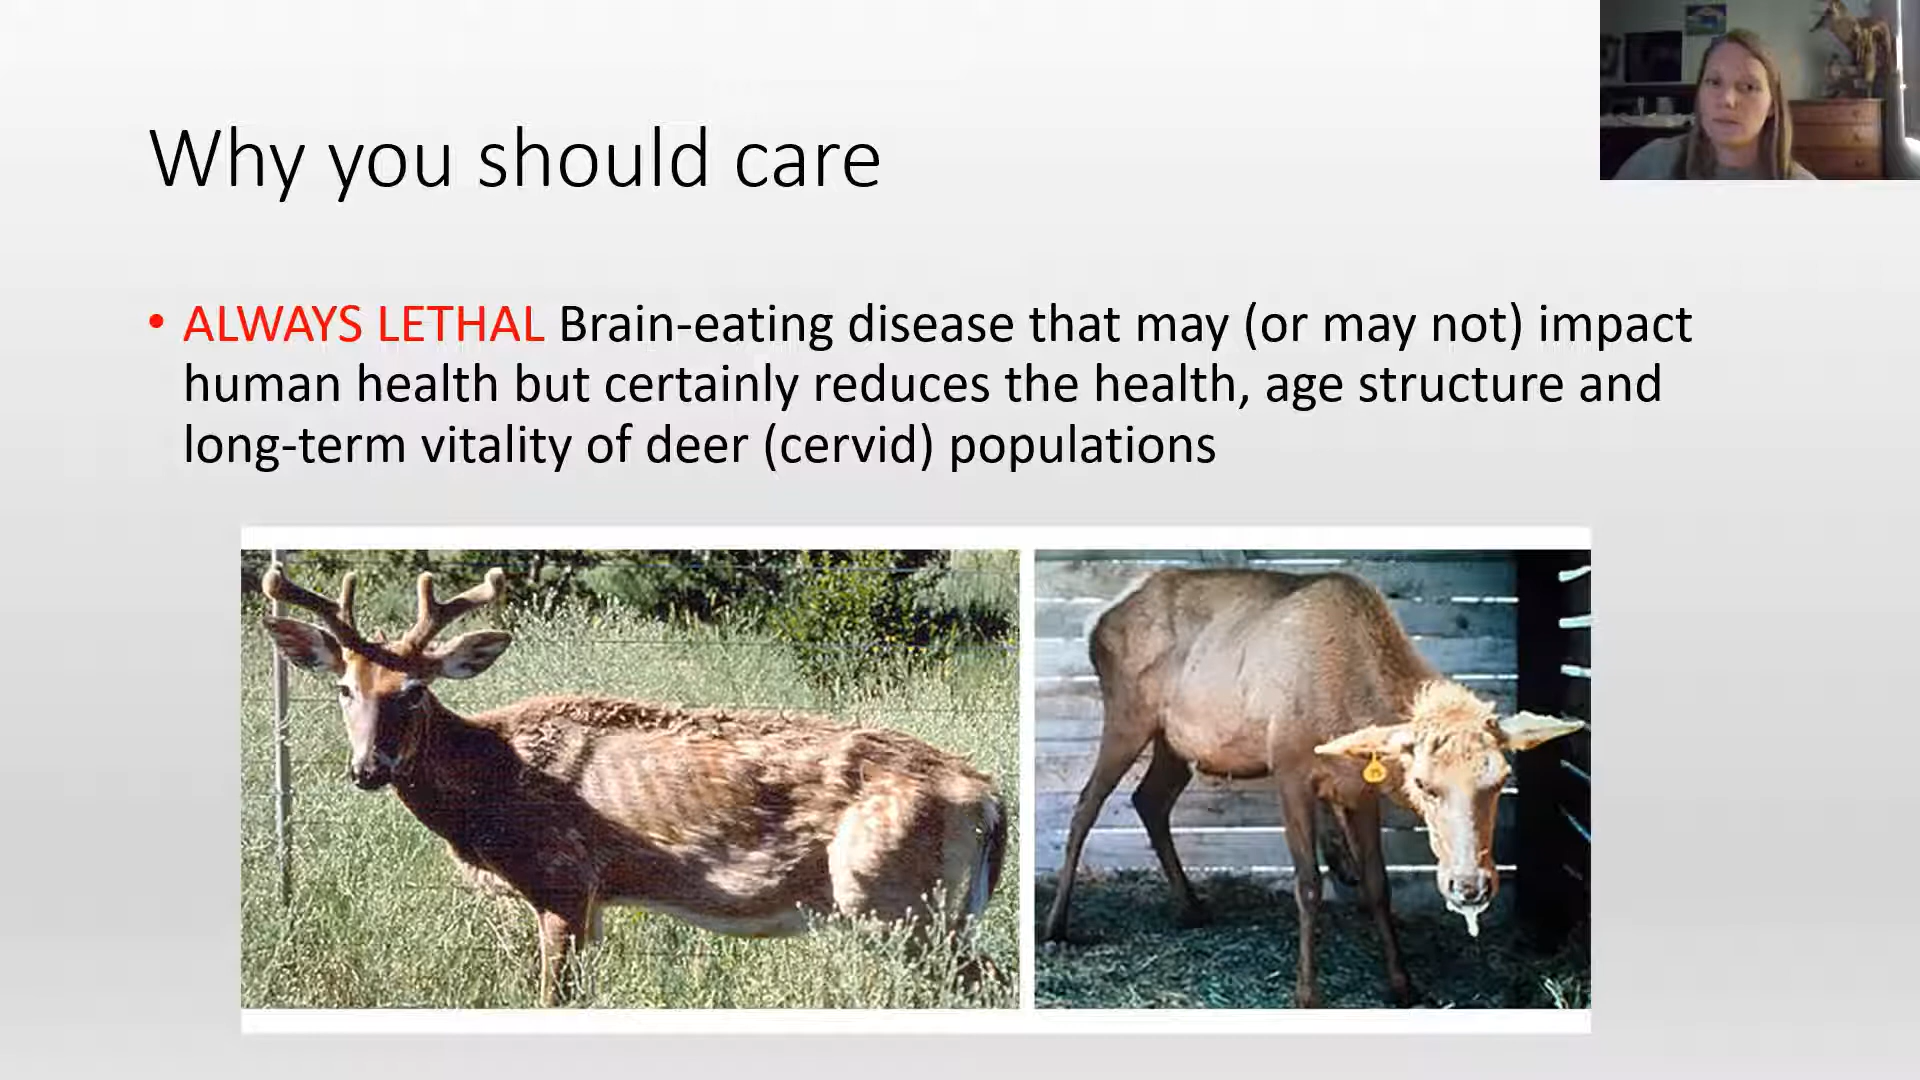 Why you should care
• ALWAYS LETHAL Brain-eating disease that may (or may not) impact
human health but certainly reduces the health, age structure and
long-term vitality of deer (cervid) populations